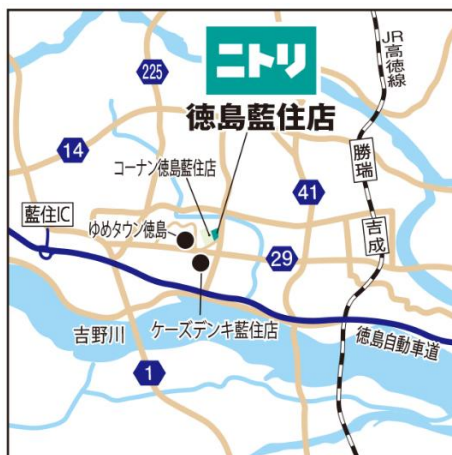 ニトリ
徳島藍住店
JR高徳線
225
14
コーナン徳島藍住店
41
勝瑞
藍住IC
ゆめタウン徳島
吉成
29
吉野川
ケーズデンキ藍住店
徳島自動車道
1